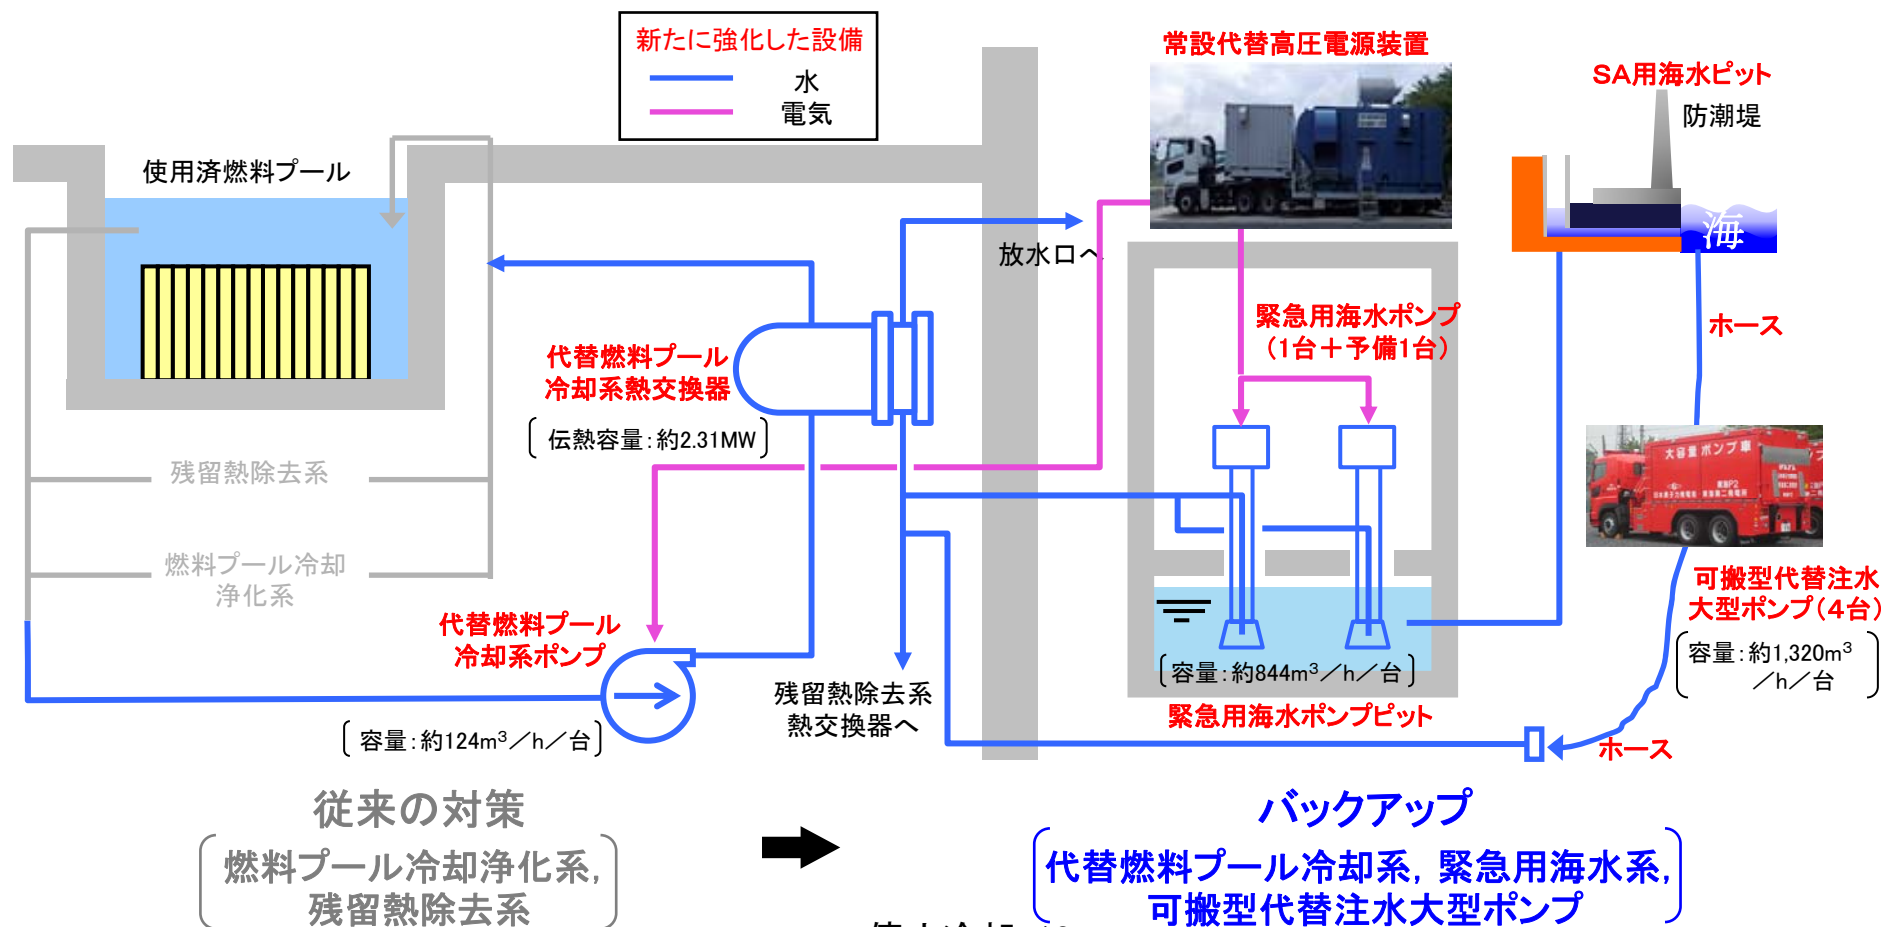 新たに強化した設備
水
電気
常設代替高圧電源装置
SA用海水ピット
防潮堤
使用済燃料プール
海
放水口へ
緊急用海水ポンプ
（1台＋予備1台）
ホース
代替燃料プール
冷却系熱交換器
伝熱容量：約2.31MW
大容量ポンプ車
残留熱除去系
燃料プール冷却
浄化系
可搬型代替注水
大型ポンプ（4台）
容量：約1,320m³
／h／台
代替燃料プール
冷却系ポンプ
容量：約844m³／h／台
緊急用海水ポンプピット
残留熱除去系
熱交換器へ
容量：約124m³／h／台
ホース
従来の対策
燃料プール冷却浄化系，
残留熱除去系
バックアップ
代替燃料プール冷却系，緊急用海水系，
可搬型代替注水大型ポンプ